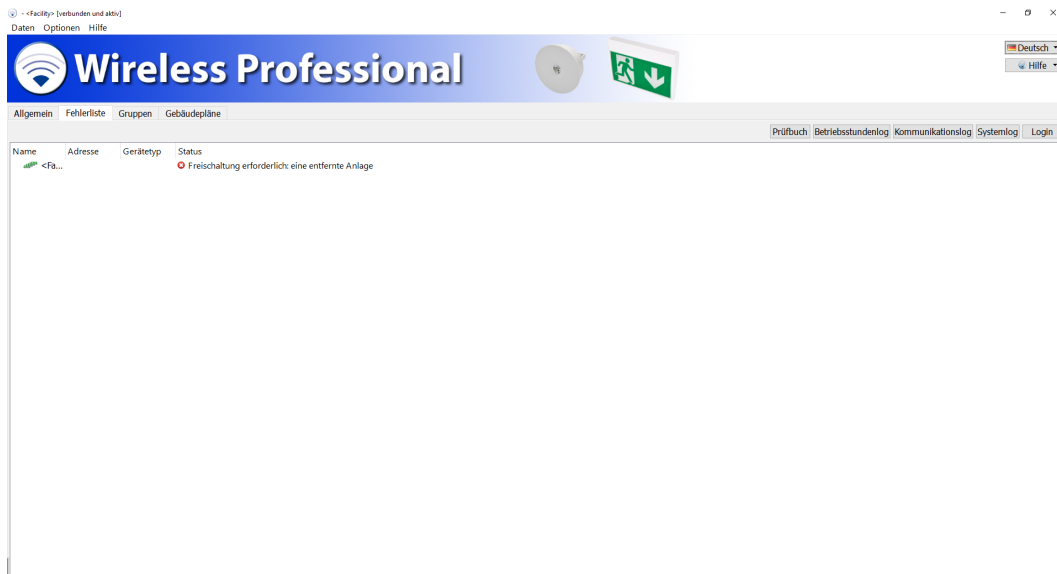 - <Facility> [verbunden und aktiv]
Daten Optionen Hilfe
Wireless Professional
Deutsch
Hilfe
Allgemein Fehlerliste Gruppen Gebäudepläne
Prüfbuch Betriebsstundenlog Kommunikationslog Systemlog Login
Name Adresse Gerätetyp Status
<Fa... Freischaltung erforderlich: eine entfernte Anlage